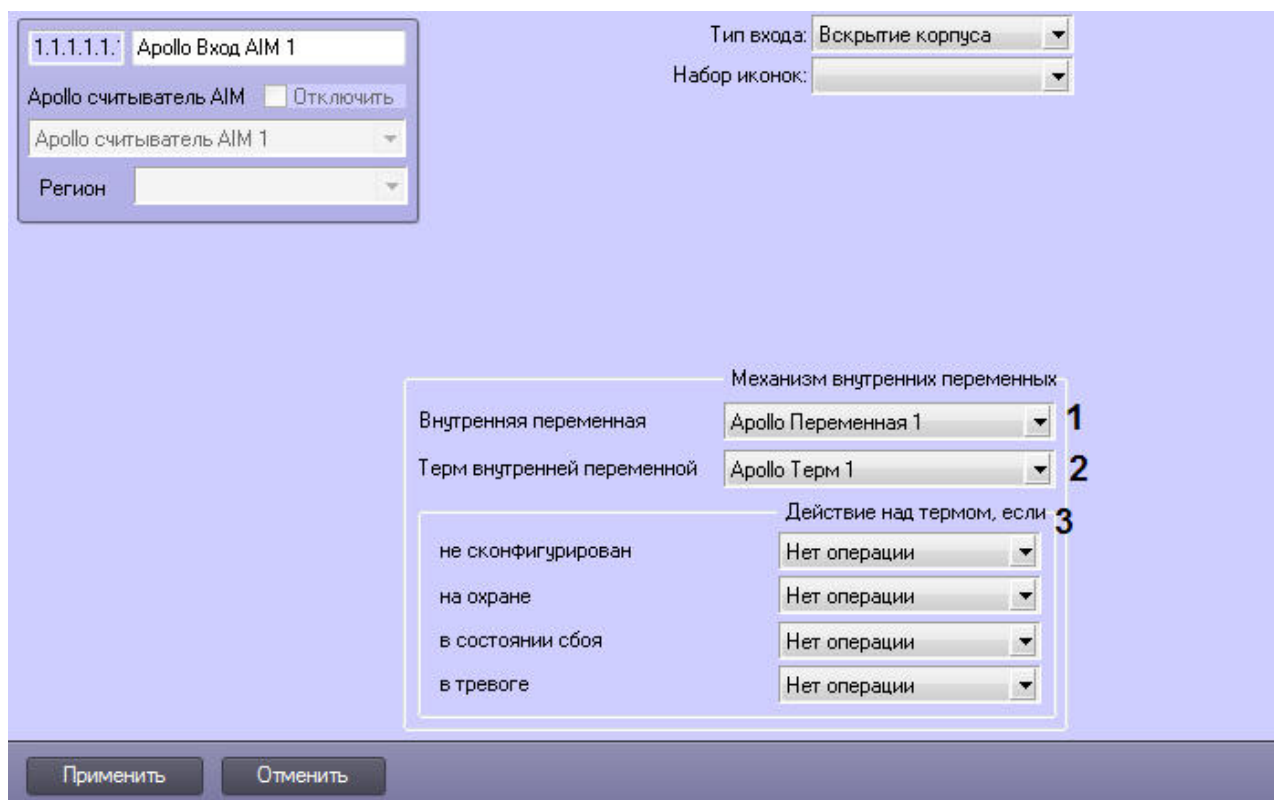 1.1.1.1.1.' Apollo Вход AIM 1
Apollo считыватель AIM Отключить
Apollo считыватель AIM 1
Регион
Тип входа: Вскрытие корпуса
Набор иконок:
Механизм внутренних переменных
Внутренняя переменная Apollo Переменная 1 1
Терм внутренней переменной Apollo Терм 1 2
Действие над термом, если 3
не сконфигурирован Нет операции
на охране Нет операции
в состоянии сбоя Нет операции
в тревоге Нет операции
Применить Отменить